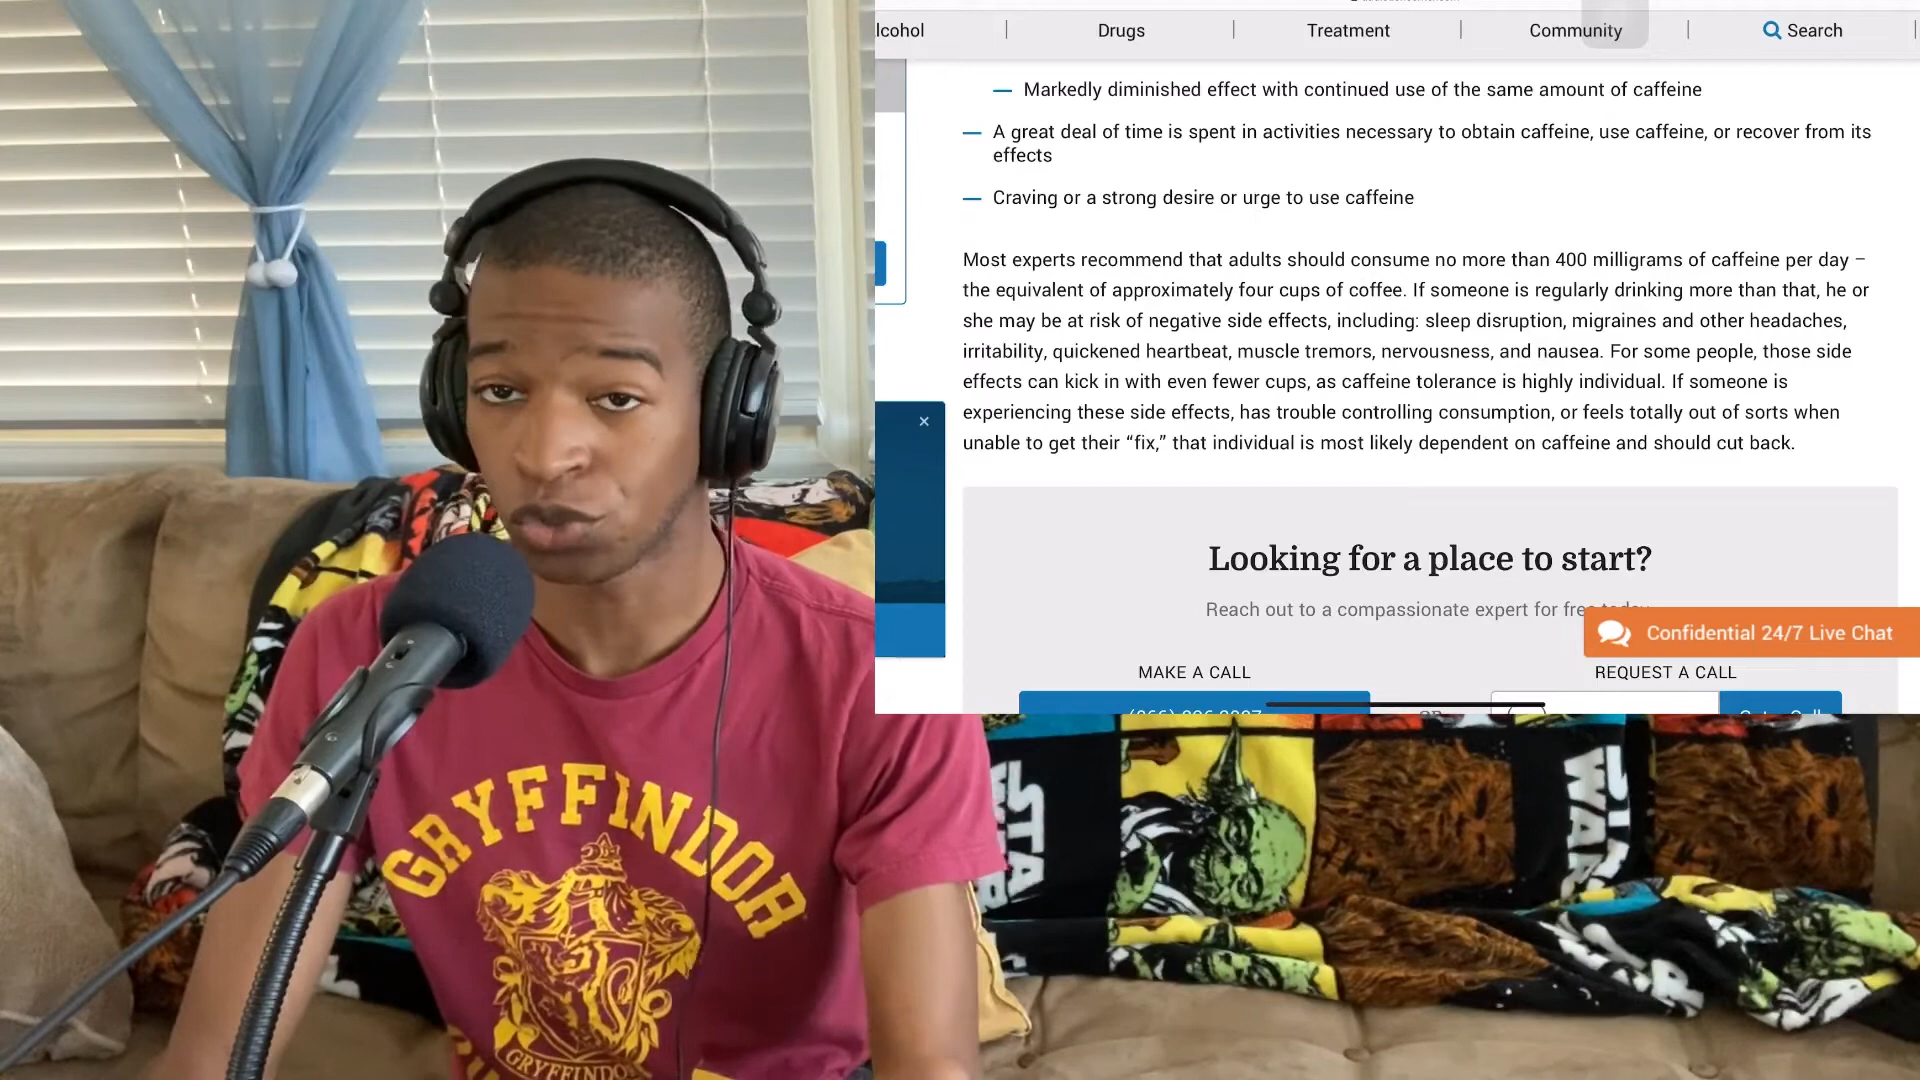 lcohol | Drugs | Treatment | Community | Search |
— Markedly diminished effect with continued use of the same amount of caffeine
— A great deal of time is spent in activities necessary to obtain caffeine, use caffeine, or recover from its
effects
— Craving or a strong desire or urge to use caffeine
Most experts recommend that adults should consume no more than 400 milligrams of caffeine per day –
the equivalent of approximately four cups of coffee. If someone is regularly drinking more than that, he or
she may be at risk of negative side effects, including: sleep disruption, migraines and other headaches,
irritability, quickened heartbeat, muscle tremors, nervousness, and nausea. For some people, those side
effects can kick in with even fewer cups, as caffeine tolerance is highly individual. If someone is
experiencing these side effects, has trouble controlling consumption, or feels totally out of sorts when
unable to get their “fix,” that individual is most likely dependent on caffeine and should cut back.
Looking for a place to start?
Reach out to a compassionate expert for free today.
Confidential 24/7 Live Chat
MAKE A CALL
REQUEST A CALL
GRYFFINDOR
GRYFFINDOR
STAR
WARS